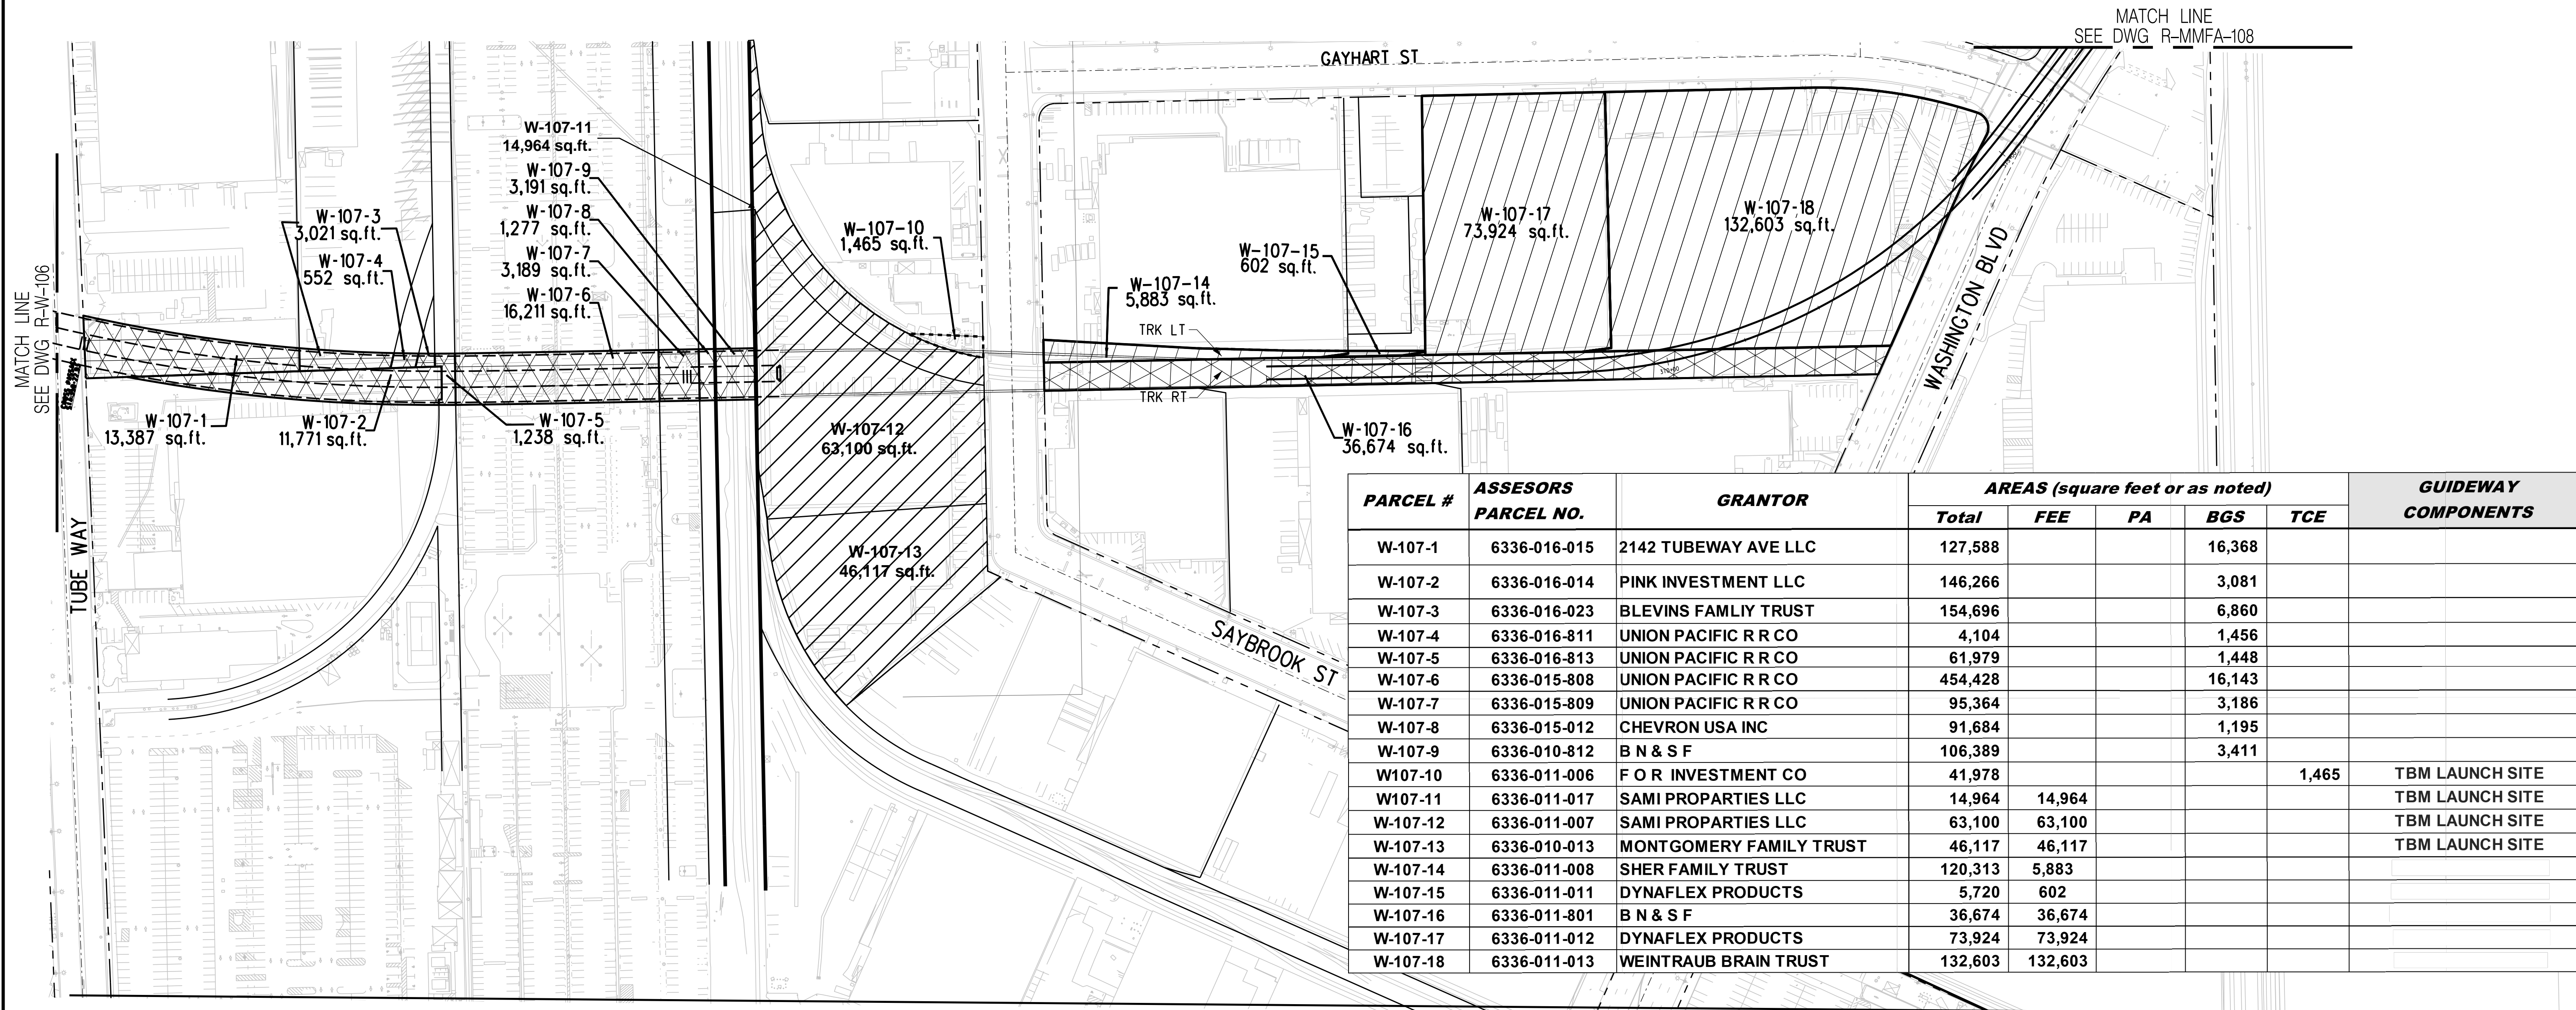 MATCH LINE
SEE DWG R-MMFA-108
GAYHART ST
W-107-11
14,964 sq.ft.
W-107-9
3,191 sq.ft.
W-107-8
1,277 sq.ft.
W-107-7
3,189 sq.ft.
W-107-6
16,211 sq.ft.
W-107-3
3,021 sq.ft.
W-107-4
552 sq.ft.
W-107-10
1,465 sq.ft.
W-107-14
5,883 sq.ft.
W-107-15
602 sq.ft.
W-107-17
73,924 sq.ft.
W-107-18
132,603 sq.ft.
TRK LT
TRK RT
MATCH LINE
SEE DWG R-W-106
W-107-1
13,387 sq.ft.
W-107-2
11,771 sq.ft.
W-107-5
1,238 sq.ft.
W-107-12
63,100 sq.ft.
W-107-16
36,674 sq.ft.
W-107-13
46,117 sq.ft.
WASHINGTON BLVD
TUBE WAY
SAYBROOK ST
PARCEL # ASSESORS PARCEL NO. GRANTOR AREAS (square feet or as noted) GUIDEWAY COMPONENTS
Total FEE PA BGS TCE
W-107-1 6336-016-015 2142 TUBEWAY AVE LLC 127,588 16,368
W-107-2 6336-016-014 PINK INVESTMENT LLC 146,266 3,081
W-107-3 6336-016-023 BLEVINS FAMLIY TRUST 154,696 6,860
W-107-4 6336-016-811 UNION PACIFIC R R CO 4,104 1,456
W-107-5 6336-016-813 UNION PACIFIC R R CO 61,979 1,448
W-107-6 6336-015-808 UNION PACIFIC R R CO 454,428 16,143
W-107-7 6336-015-809 UNION PACIFIC R R CO 95,364 3,186
W-107-8 6336-015-012 CHEVRON USA INC 91,684 1,195
W-107-9 6336-010-812 B N & S F 106,389 3,411
W107-10 6336-011-006 F O R INVESTMENT CO 41,978 1,465 TBM LAUNCH SITE
W107-11 6336-011-017 SAMI PROPARTIES LLC 14,964 14,964 TBM LAUNCH SITE
W-107-12 6336-011-007 SAMI PROPARTIES LLC 63,100 63,100 TBM LAUNCH SITE
W-107-13 6336-010-013 MONTGOMERY FAMILY TRUST 46,117 46,117 TBM LAUNCH SITE
W-107-14 6336-011-008 SHER FAMILY TRUST 120,313 5,883
W-107-15 6336-011-011 DYNAFLEX PRODUCTS 5,720 602
W-107-16 6336-011-801 B N & S F 36,674 36,674
W-107-17 6336-011-012 DYNAFLEX PRODUCTS 73,924 73,924
W-107-18 6336-011-013 WEINTRAUB BRAIN TRUST 132,603 132,603